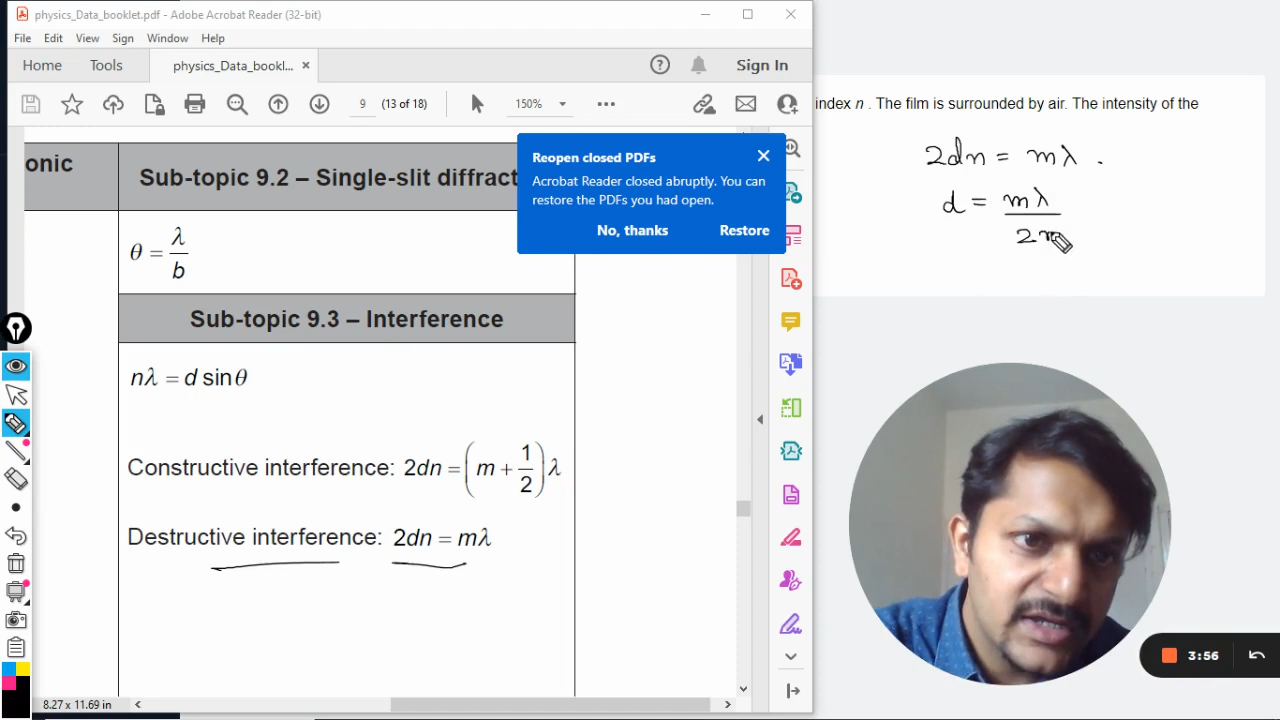 physics_Data_booklet.pdf - Adobe Acrobat Reader (32-bit)
File Edit View Sign Window Help
Home Tools physics_Data_bookl... × Sign In
9 (13 of 18) 150%
index n . The film is surrounded by air. The intensity of the
onic
Sub-topic 9.2 – Single-slit diffract
Reopen closed PDFs
Acrobat Reader closed abruptly. You can
restore the PDFs you had open.
No, thanks Restore
2dn = mλ .
d = mλ / 2n
θ = λ / b
Sub-topic 9.3 – Interference
nλ = d sinθ
Constructive interference: 2dn = (m + 1/2) λ
Destructive interference: 2dn = mλ
3:56
8.27 x 11.69 in